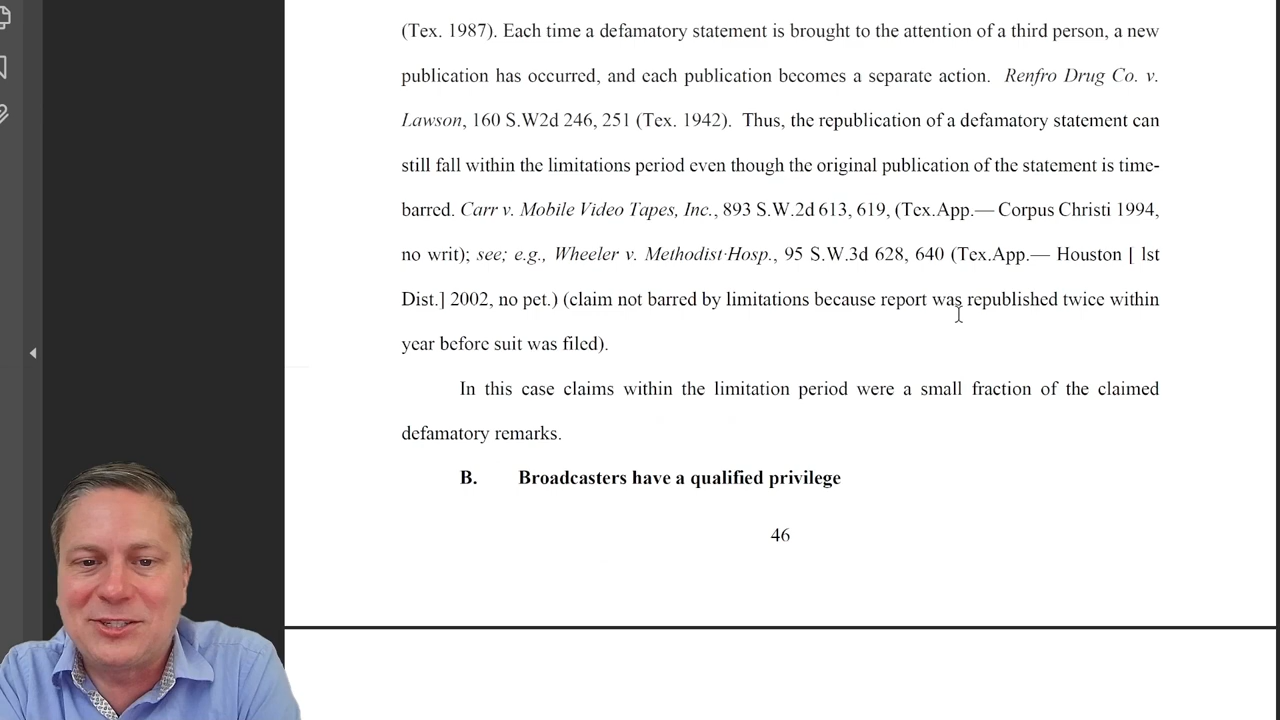 (Tex. 1987). Each time a defamatory statement is brought to the attention of a third person, a new
publication has occurred, and each publication becomes a separate action. Renfro Drug Co. v.
Lawson, 160 S.W2d 246, 251 (Tex. 1942). Thus, the republication of a defamatory statement can
still fall within the limitations period even though the original publication of the statement is time-
barred. Carr v. Mobile Video Tapes, Inc., 893 S.W.2d 613, 619, (Tex.App.— Corpus Christi 1994,
no writ); see; e.g., Wheeler v. Methodist·Hosp., 95 S.W.3d 628, 640 (Tex.App.— Houston | lst
Dist.] 2002, no pet.) (claim not barred by limitations because report was republished twice within
year before suit was filed).
In this case claims within the limitation period were a small fraction of the claimed
defamatory remarks.
B. Broadcasters have a qualified privilege
46